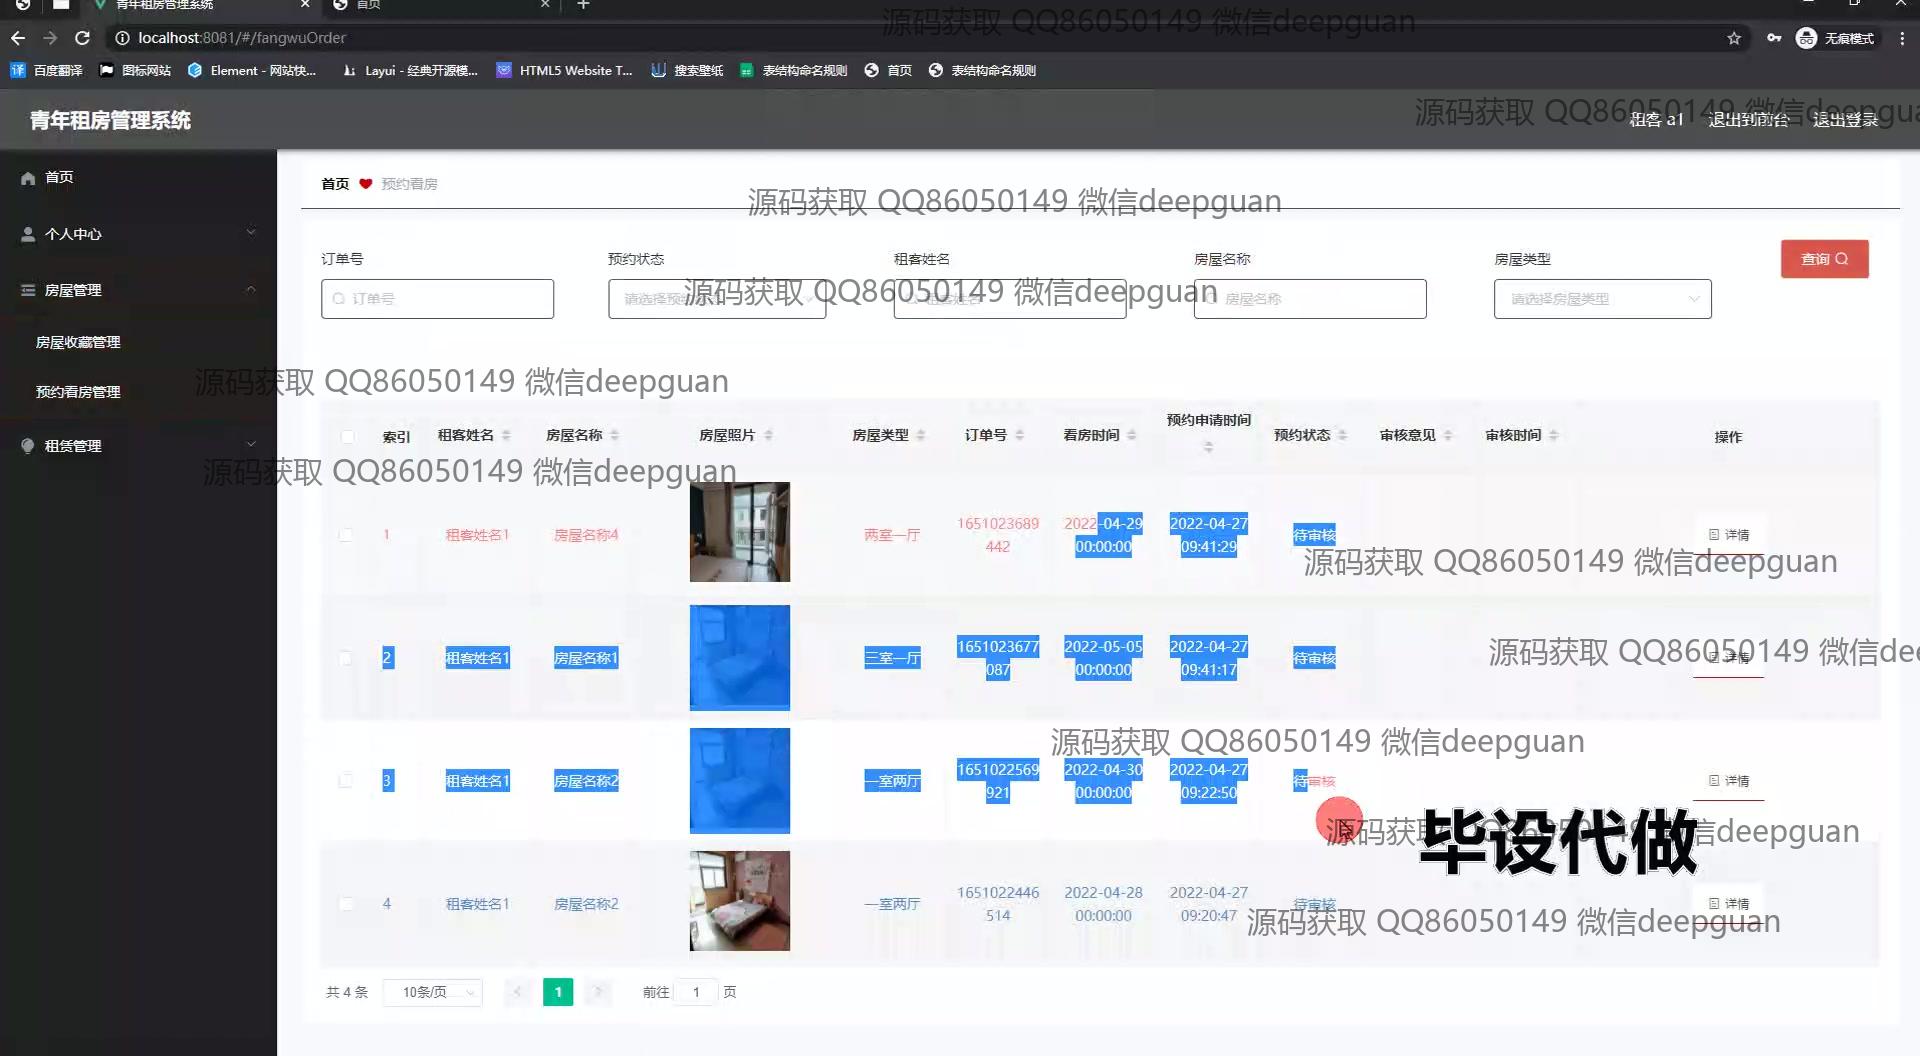 青年租房管理系统
首页
localhost:8081/#/fangwuOrder
无痕模式
百度翻译
图标网站
Element - 网站快...
Layui - 经典开源模...
HTML5 Website T...
搜索壁纸
表结构命名规则
首页
表结构命名规则
源码获取 QQ86050149 微信deepguan
青年租房管理系统
租客 a1
退出到前台
退出登录
源码获取 QQ86050149 微信deepgua
首页
个人中心
房屋管理
房屋收藏管理
预约看房管理
租赁管理
首页 预约看房
源码获取 QQ86050149 微信deepguan
订单号
预约状态
租客姓名
房屋名称
房屋类型
查询
订单号
房屋名称
请选择房屋类型
源码获取 QQ86050149 微信deepguan
源码获取 QQ86050149 微信deepguan
索引 租客姓名 房屋名称 房屋照片 房屋类型 订单号 看房时间 预约申请时间 预约状态 审核意见 审核时间 操作
源码获取 QQ86050149 微信deepguan
1 租客姓名1 房屋名称4 两室一厅 1651023689442 2022-04-29 00:00:00 2022-04-27 09:41:29 待审核 详情
源码获取 QQ86050149 微信deepguan
2 租客姓名1 房屋名称1 三室一厅 1651023677087 2022-05-05 00:00:00 2022-04-27 09:41:17 待审核 详情
源码获取 QQ86050149 微信dee
源码获取 QQ86050149 微信deepguan
3 租客姓名1 房屋名称2 一室两厅 1651022569921 2022-04-30 00:00:00 2022-04-27 09:22:50 待审核 详情
毕设代做
4 租客姓名1 房屋名称2 一室两厅 1651022446514 2022-04-28 00:00:00 2022-04-27 09:20:47 待审核 详情
源码获取 QQ86050149 微信deepguan
共 4 条
10条/页
1
前往 1 页